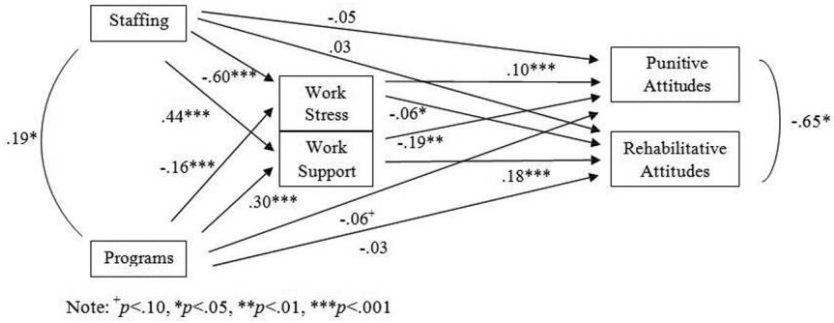 Staffing
-.05
.03
Punitive
Attitudes
-.60***
.10***
Work
Stress
-.06*
.19*
.44***
-.65*
Work
Support
-.19**
Rehabilitative
Attitudes
-.16***
.18***
.30***
-.06⁺
-.03
Programs
Note: ⁺p<.10, *p<.05, **p<.01, ***p<.001